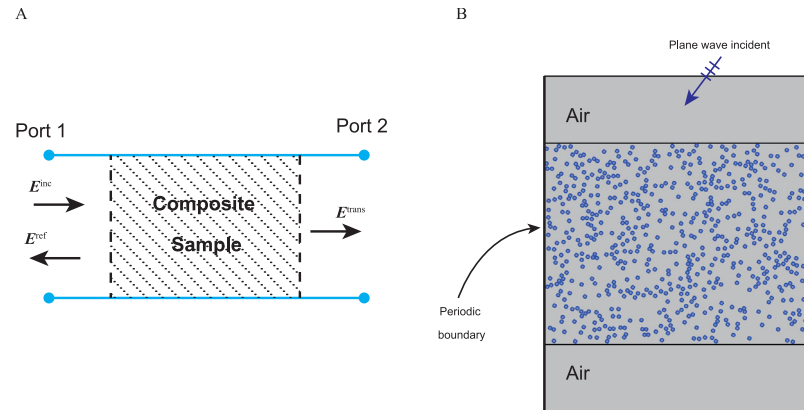 A
Port 1
Port 2
E^inc
E^ref
Composite
Sample
E^trans
B
Plane wave incident
Air
Periodic
boundary
Air